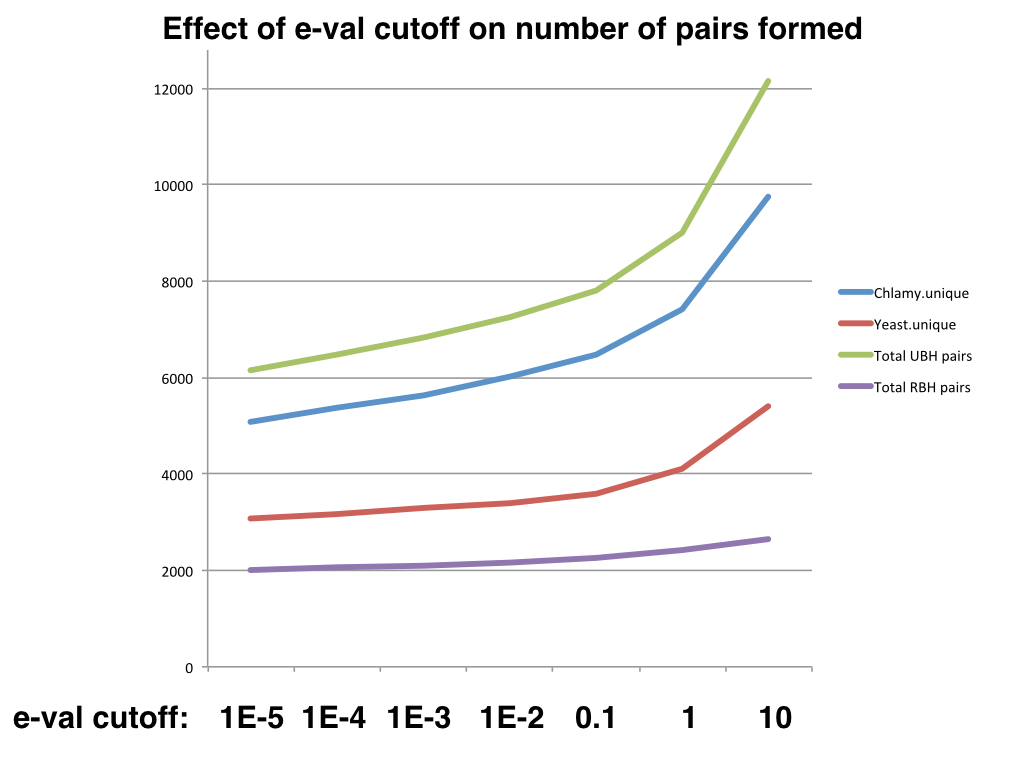 Effect of e-val cutoff on number of pairs formed
12000
10000
8000
6000
4000
2000
0
Chlamy.unique
Yeast.unique
Total UBH pairs
Total RBH pairs
e-val cutoff: 1E-5 1E-4 1E-3 1E-2 0.1 1 10